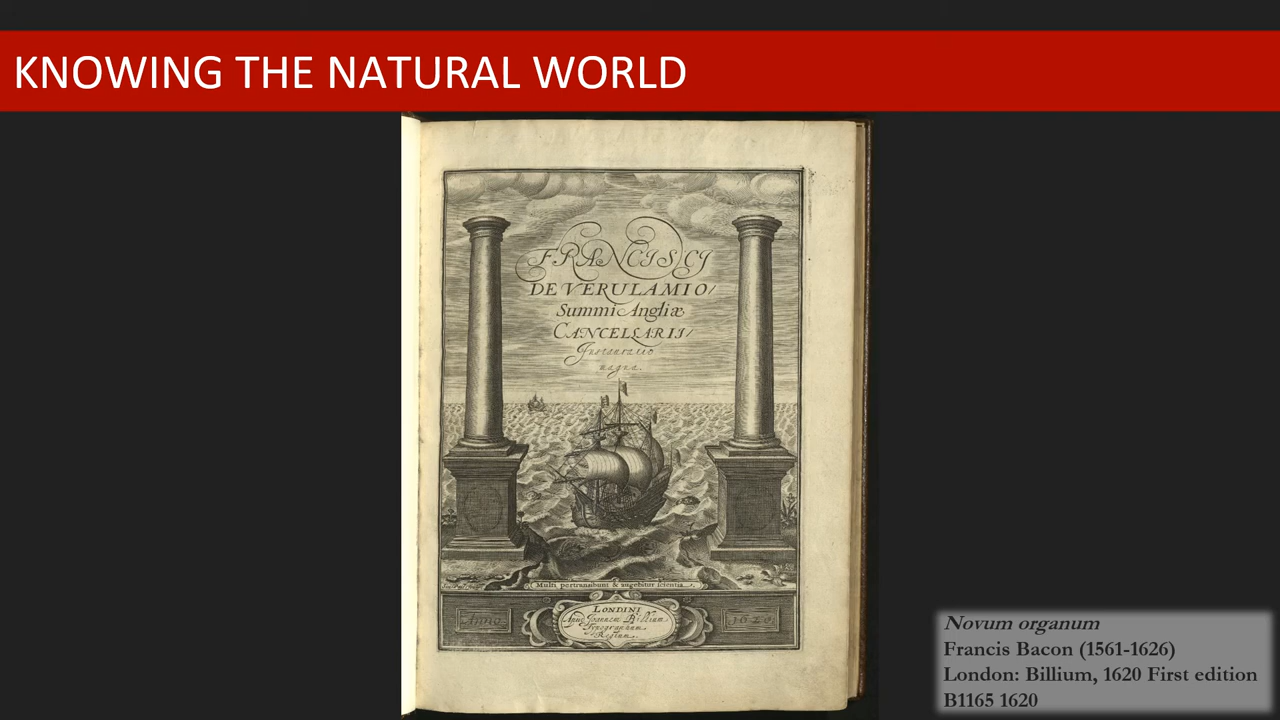 KNOWING THE NATURAL WORLD
FRANCISCI
DE VERULAMIO/
Summi Angliæ
CANCELLARII/
Instauratio
magna.
Multi pertransibunt & augebitur scientia.
Anno
LONDINI
Apud Joannem Billium
Typographum
Regium.
1620
Novum organum
Francis Bacon (1561-1626)
London: Billium, 1620 First edition
B1165 1620